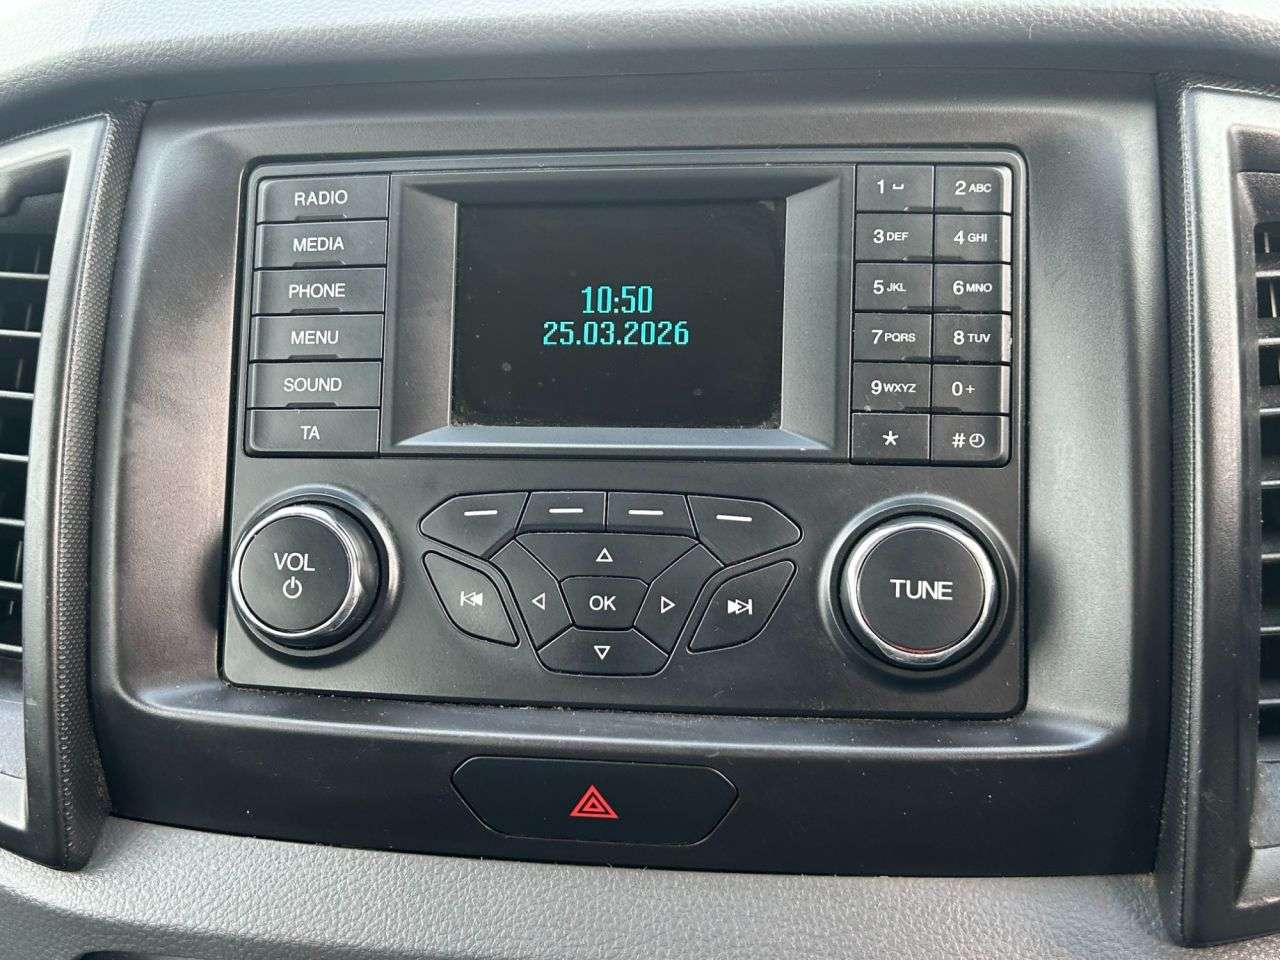 RADIO
MEDIA
PHONE
MENU
SOUND
TA
10:50
25.03.2026
1 2 ABC
3 DEF 4 GHI
5 JKL 6 MNO
7 PQRS 8 TUV
9 WXYZ 0 +
* #
VOL
OK
TUNE